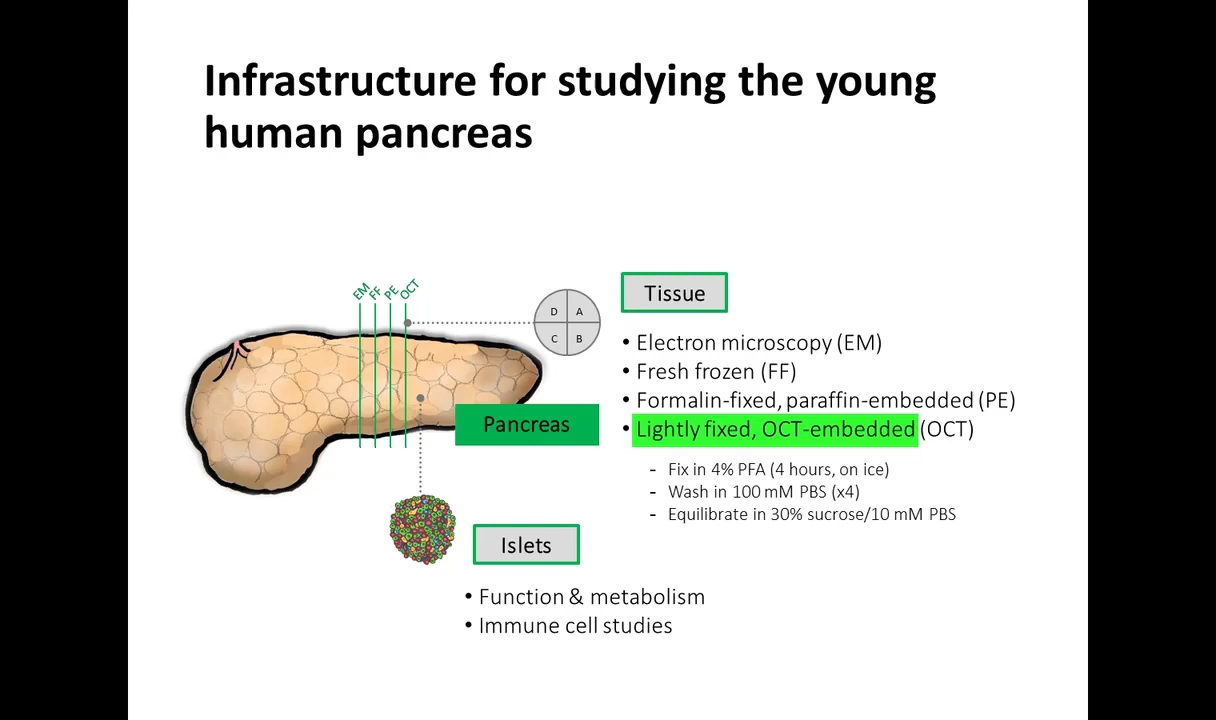 Infrastructure for studying the young
human pancreas
EM
FF
PE
OCT
D A
C B
Tissue
• Electron microscopy (EM)
• Fresh frozen (FF)
• Formalin-fixed, paraffin-embedded (PE)
• Lightly fixed, OCT-embedded (OCT)
- Fix in 4% PFA (4 hours, on ice)
- Wash in 100 mM PBS (x4)
- Equilibrate in 30% sucrose/10 mM PBS
Pancreas
Islets
• Function & metabolism
• Immune cell studies